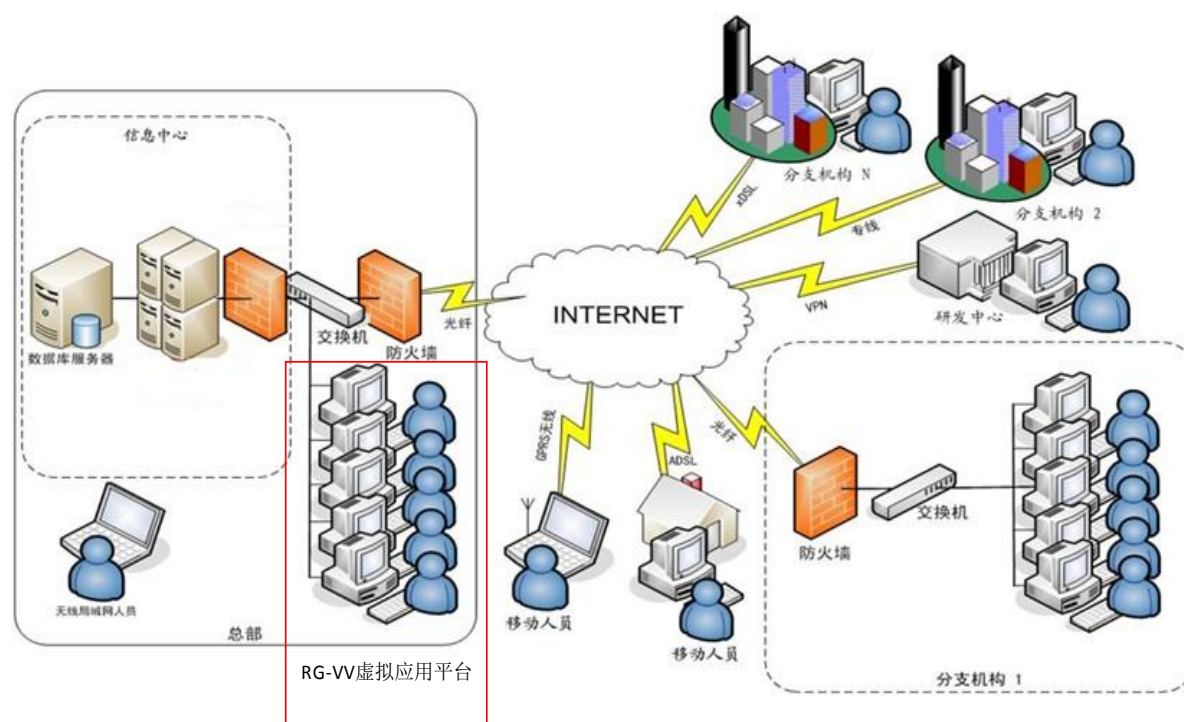 分支机构 N
分支机构 2
信息中心
xDSL
专线
VPN
研发中心
INTERNET
光纤
交换机
防火墙
数据库服务器
GPRS无线
ADSL
光纤
防火墙
交换机
无线局域网人员
移动人员
移动人员
总部
RG-VV虚拟应用平台
分支机构 1